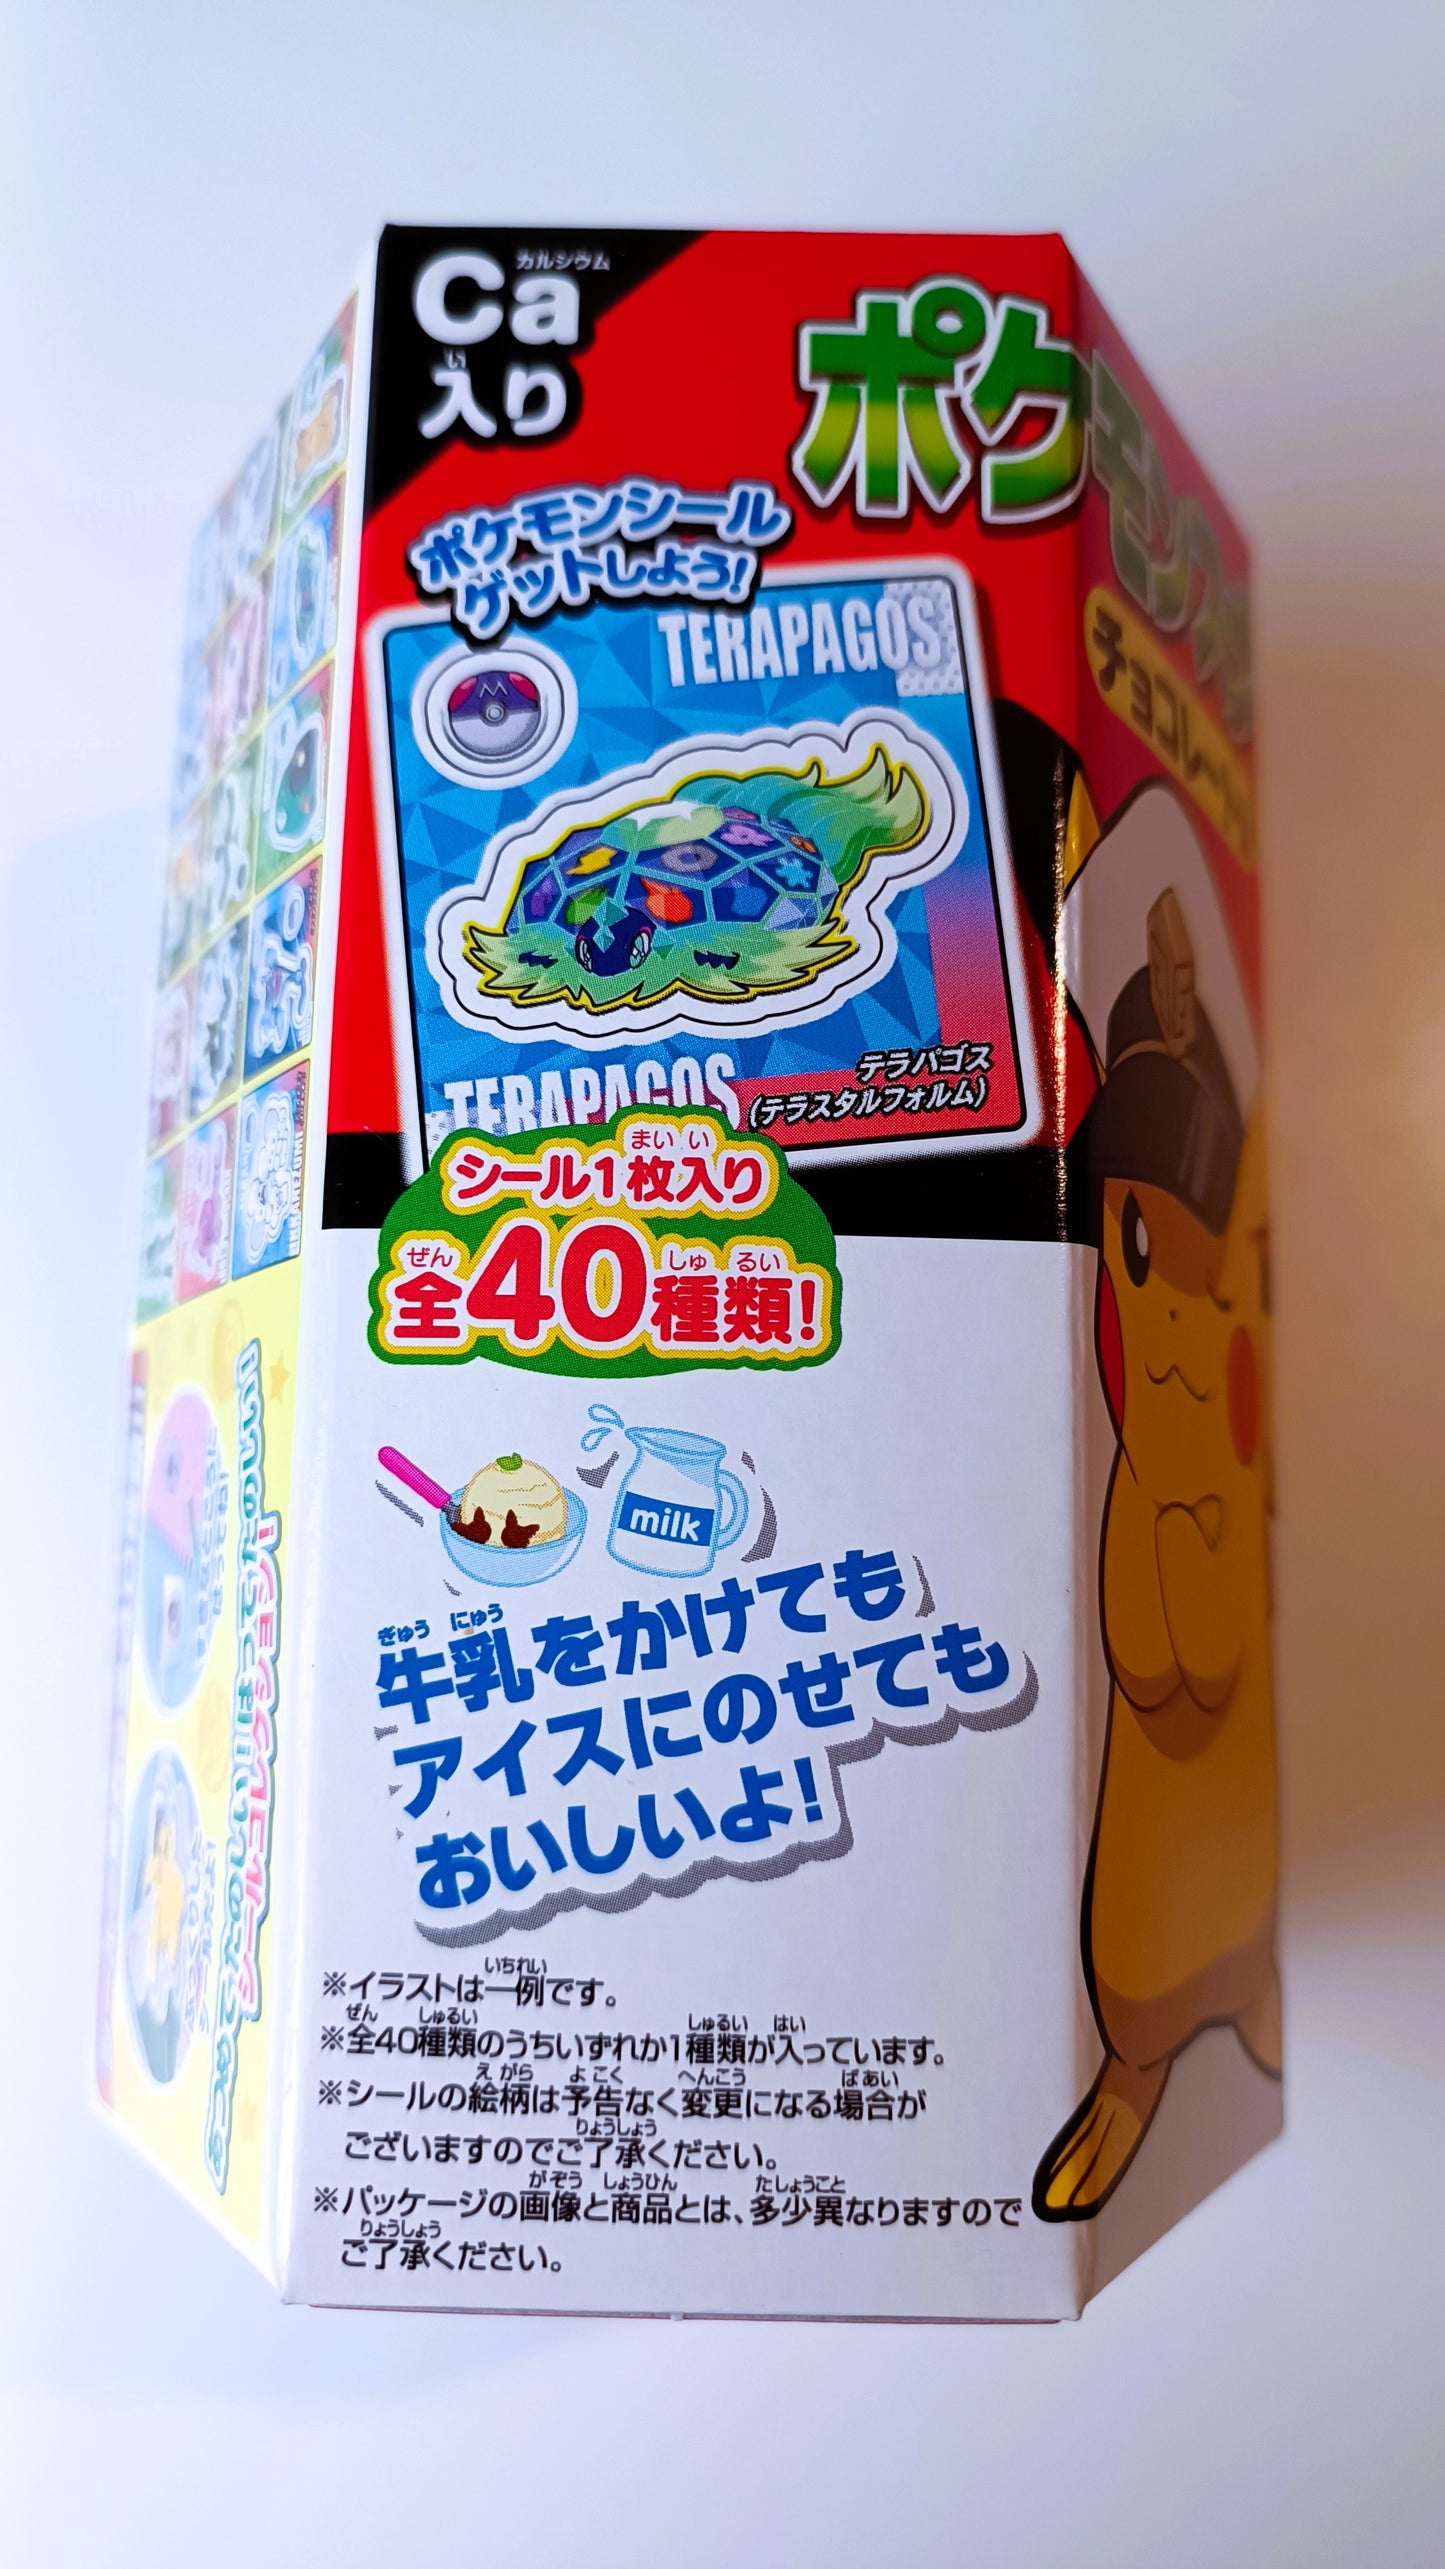 カルシウム
Ca
い
入り
ポケモン
チョコレート
ポケモンシール
ゲットしよう!
TERAPAGOS
M
TERAPAGOS
テラパゴス
(テラスタルフォルム)
まい い
シール1枚入り
ぜん しゅ るい
全40種類!
milk
ぎゅう にゅう
牛乳をかけても
アイスにのせても
おいしいよ!
いちれい
※イラストは一例です。
ぜん しゅるい しゅるい はい
※全40種類のうちいずれか1種類が入っています。
え がら よ こく へんこう ば あい
※シールの絵柄は予告なく変更になる場合が
りょうしょう
ございますのでご了承ください。
が ぞう しょうひん た しょうこと
※パッケージの画像と商品とは、多少異なりますので
りょうしょう
ご了承ください。